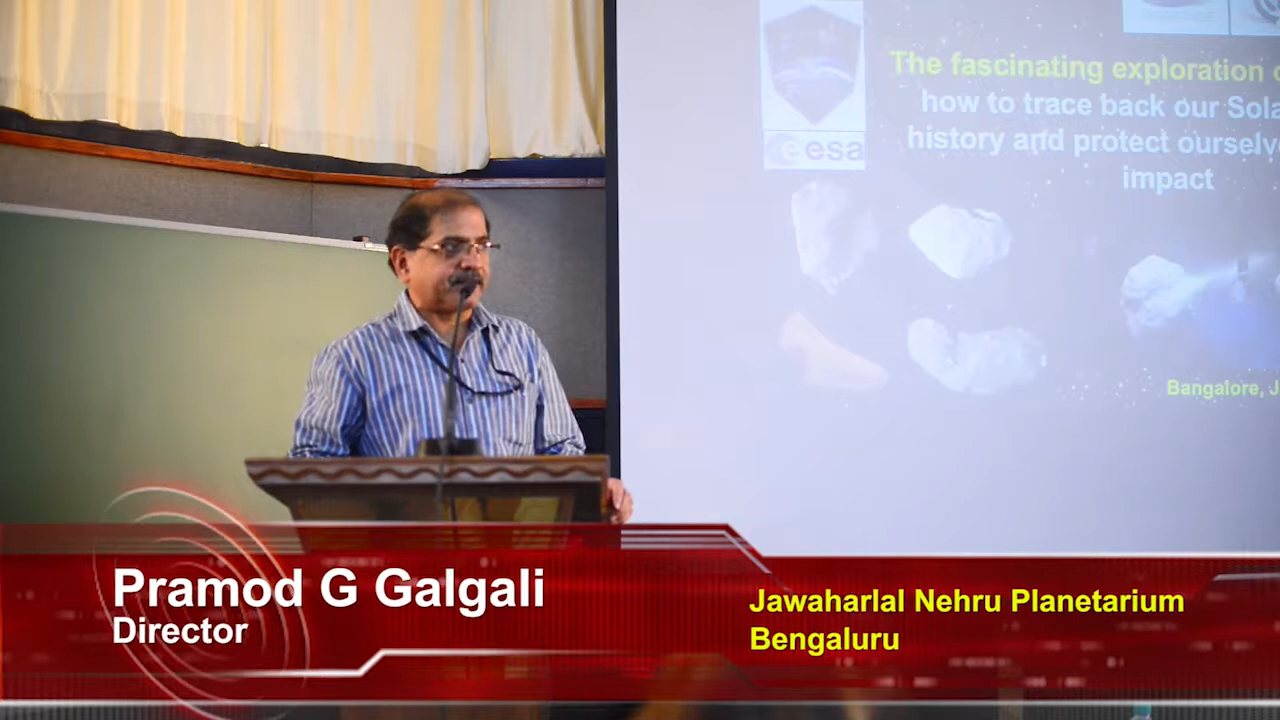 esa
The fascinating exploration
how to trace back our
history and protect
impact
Bangalore,
Pramod G Galgali
Director
Jawaharlal Nehru Planetarium
Bengaluru